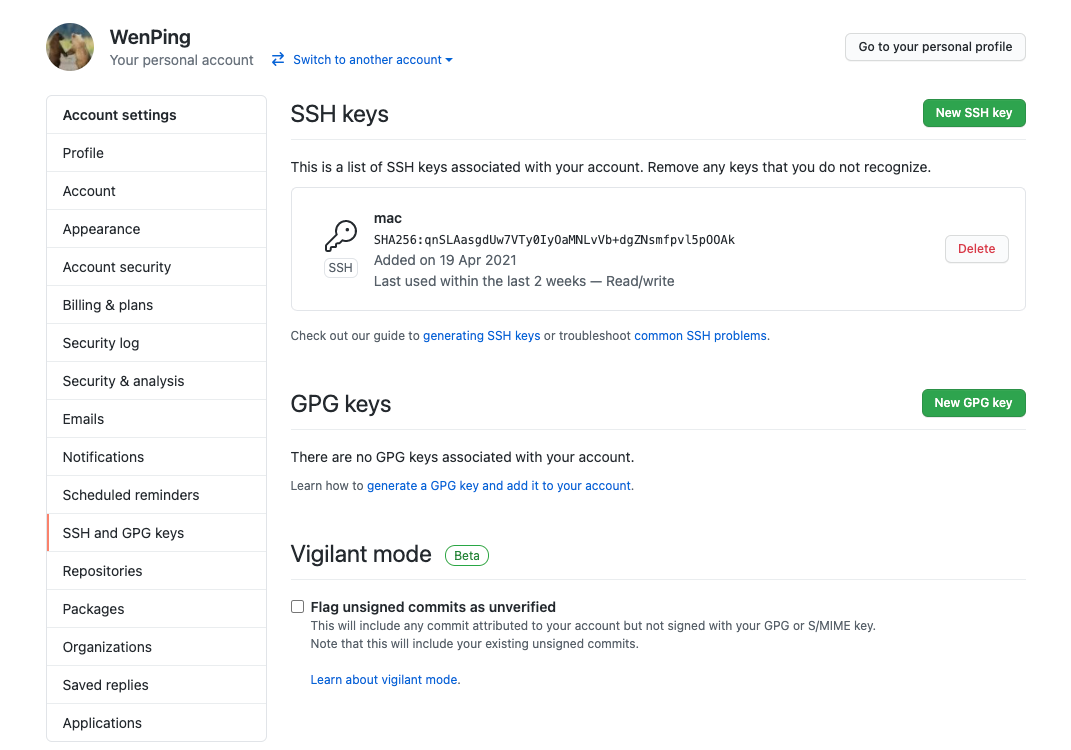 WenPing
Your personal account
Switch to another account
Go to your personal profile
Account settings
Profile
Account
Appearance
Account security
Billing & plans
Security log
Security & analysis
Emails
Notifications
Scheduled reminders
SSH and GPG keys
Repositories
Packages
Organizations
Saved replies
Applications
SSH keys
New SSH key
This is a list of SSH keys associated with your account. Remove any keys that you do not recognize.
SSH
mac
SHA256:qnSLAasgdUw7VTy0IyOaMNLvVb+dgZNsmfpvl5pOOAk
Added on 19 Apr 2021
Last used within the last 2 weeks — Read/write
Delete
Check out our guide to generating SSH keys or troubleshoot common SSH problems.
GPG keys
New GPG key
There are no GPG keys associated with your account.
Learn how to generate a GPG key and add it to your account.
Vigilant mode
Beta
Flag unsigned commits as unverified
This will include any commit attributed to your account but not signed with your GPG or S/MIME key.
Note that this will include your existing unsigned commits.
Learn about vigilant mode.